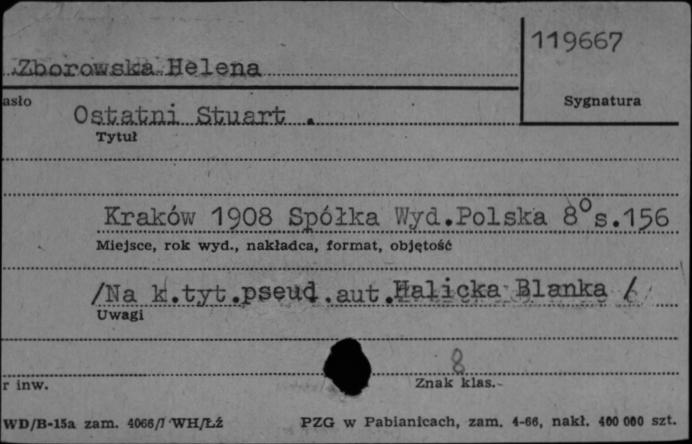 119667
Zborowska Helena
asło
Sygnatura
Ostatni Stuart .
Tytuł
Kraków 1908 Spółka Wyd.Polska 8°s.156
Miejsce, rok wyd., nakładca, format, objętość
/Na k.tyt.pseud.aut.Halicka Blanka /
Uwagi
8
r inw.
Znak klas.
WD/B-15a zam. 4066/7 WH/Łź
PZG w Pabianicach, zam. 4-66, nakł. 400 000 szt.